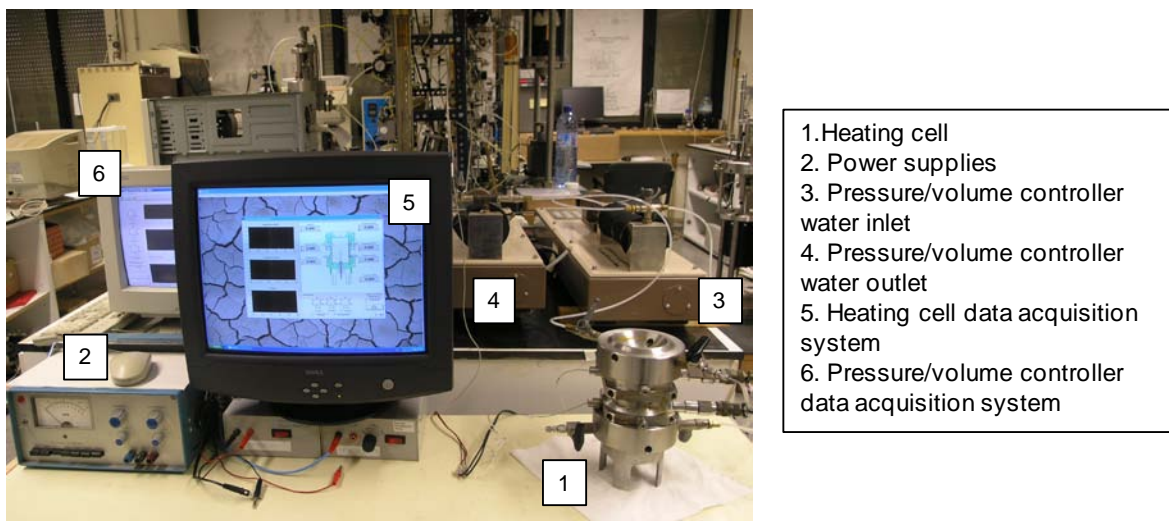 6
5
4
3
2
1
DELL
1.Heating cell
2. Power supplies
3. Pressure/volume controller
water inlet
4. Pressure/volume controller
water outlet
5. Heating cell data acquisition
system
6. Pressure/volume controller
data acquisition system